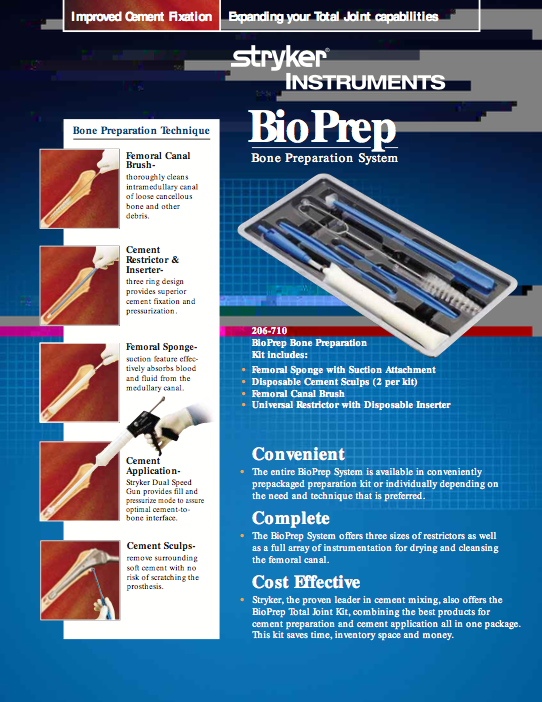 Improved Cement Fixation
Expanding your Total Joint capabilities
stryker®
INSTRUMENTS
BioPrep
Bone Preparation System
Bone Preparation Technique
Femoral Canal
Brush-
thoroughly cleans
intramedullary canal
of loose cancellous
bone and other
debris.
Cement
Restrictor &
Inserter-
three ring design
provides superior
cement fixation and
pressurization.
Femoral Sponge-
suction feature effec-
tively absorbs blood
and fluid from the
medullary canal.
Cement
Application-
Stryker Dual Speed
Gun provides fill and
pressurize mode to assure
optimal cement-to-
bone interface.
Cement Sculps-
remove surrounding
soft cement with no
risk of scratching the
prosthesis.
206-710
BioPrep Bone Preparation
Kit includes:
• Femoral Sponge with Suction Attachment
• Disposable Cement Sculps (2 per kit)
• Femoral Canal Brush
• Universal Restrictor with Disposable Inserter
Convenient
• The entire BioPrep System is available in conveniently
prepackaged preparation kit or individually depending on
the need and technique that is preferred.
Complete
• The BioPrep System offers three sizes of restrictors as well
as a full array of instrumentation for drying and cleansing
the femoral canal.
Cost Effective
• Stryker, the proven leader in cement mixing, also offers the
BioPrep Total Joint Kit, combining the best products for
cement preparation and cement application all in one package.
This kit saves time, inventory space and money.